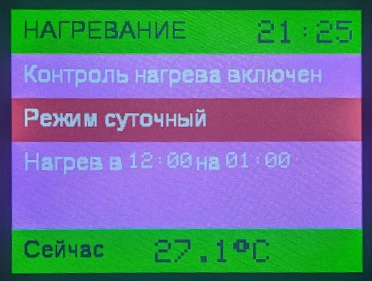 НАГРЕВАНИЕ 21:25
Контроль нагрева включен
Режим суточный
Нагрев в 12:00 на 01:00
Сейчас 27.1°C